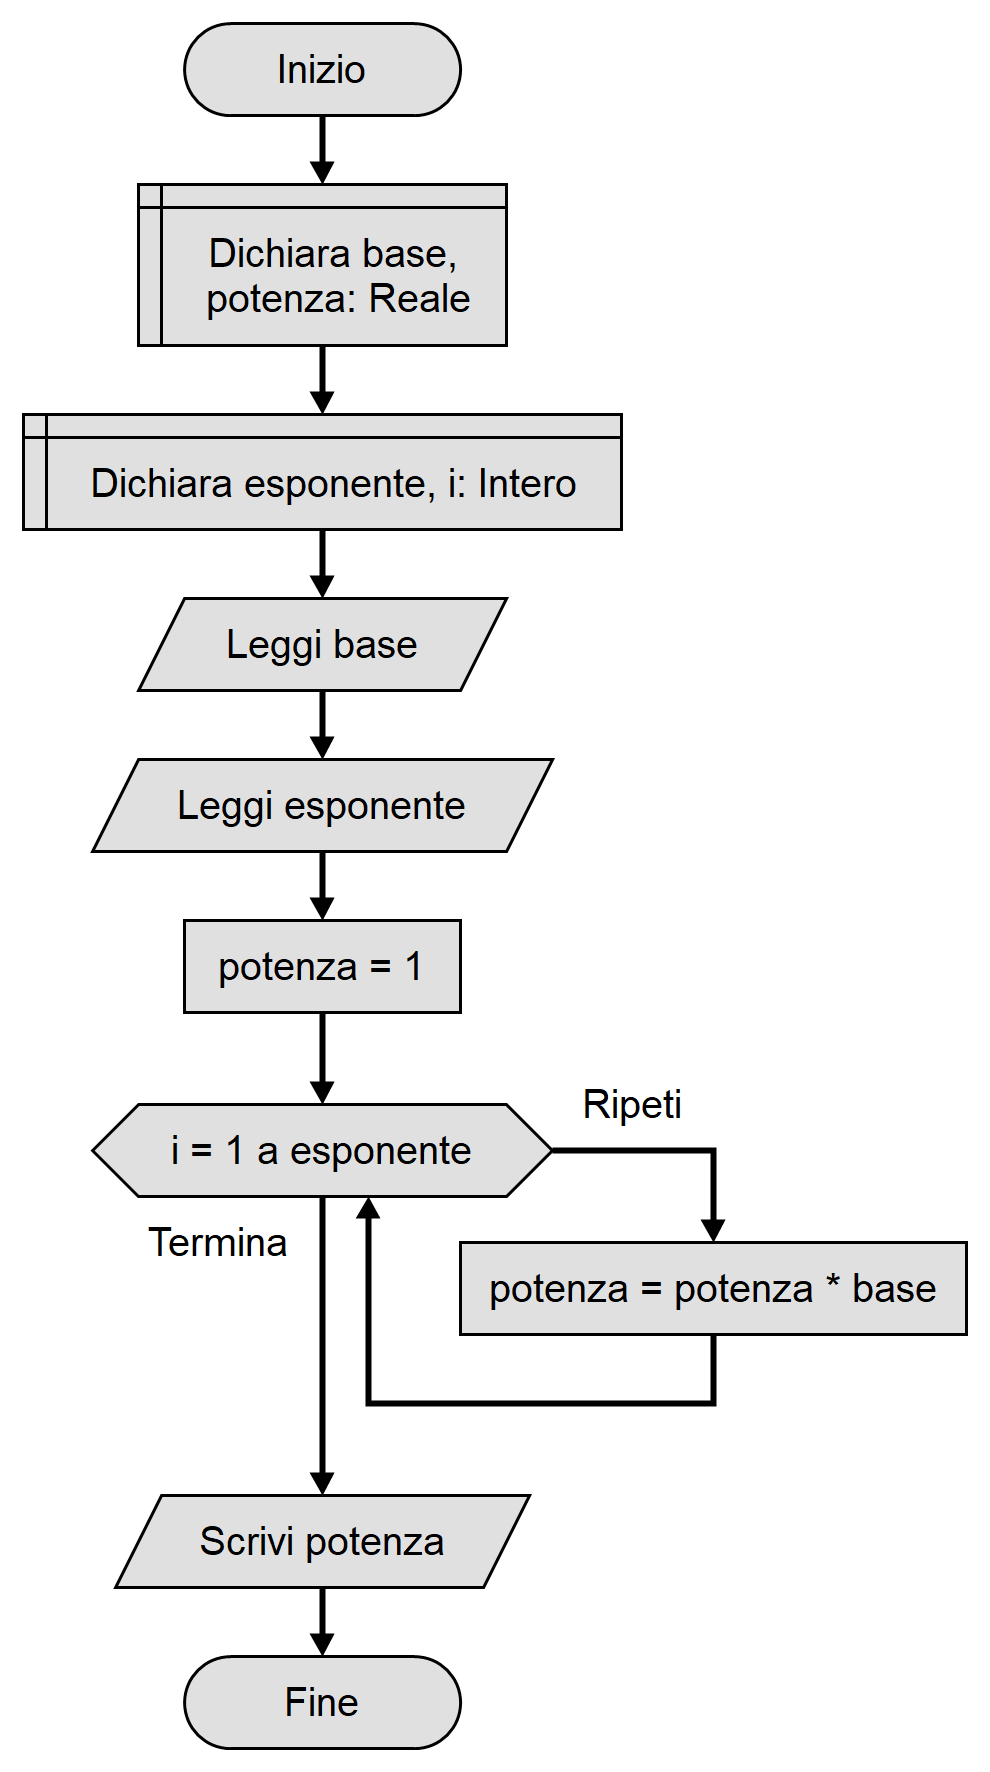 Inizio
Dichiara base,
potenza: Reale
Dichiara esponente, i: Intero
Leggi base
Leggi esponente
potenza = 1
i = 1 a esponente
Ripeti
Termina
potenza = potenza * base
Scrivi potenza
Fine